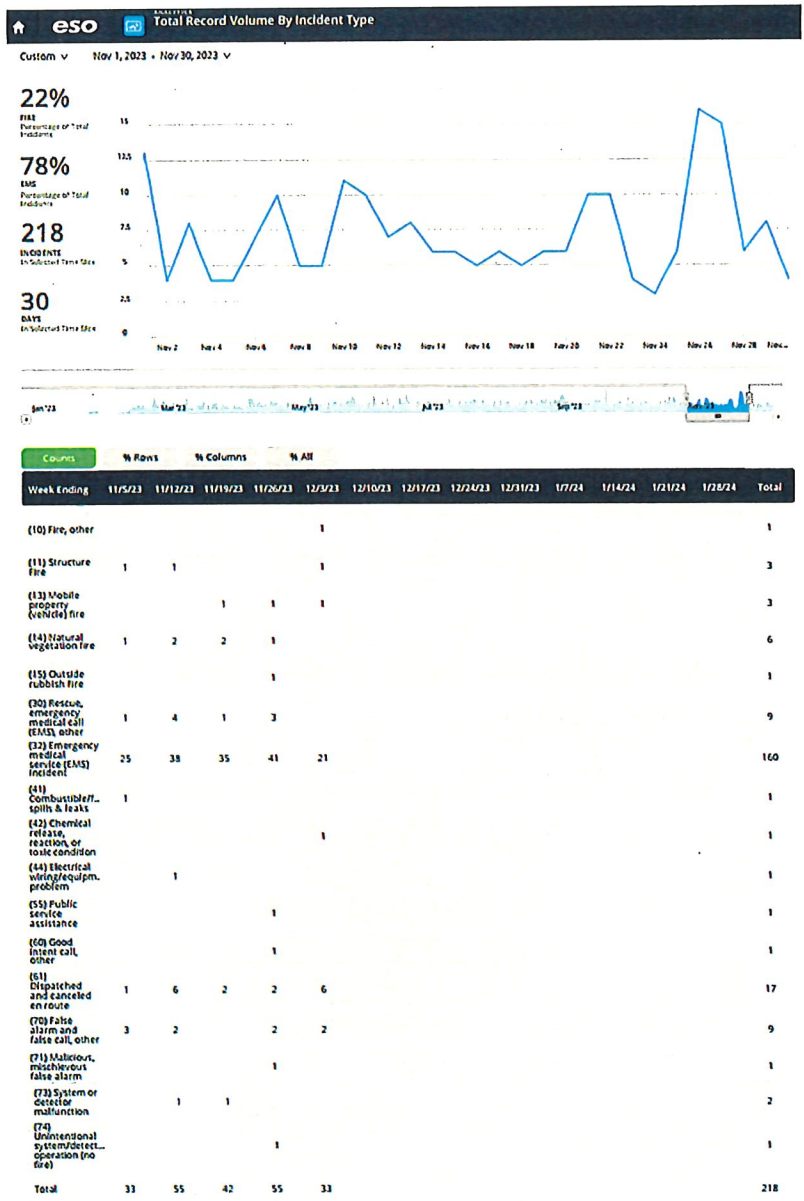 eso
ANALYTICS
Total Record Volume By Incident Type
Custom Nov 1, 2023 • Nov 30, 2023
22%
FIRE
Percentage of Total
Incidents
78%
EMS
Percentage of Total
Incidents
218
INCIDENTS
In Selected Time Slice
30
DAYS
In Selected Time Slice
15
12.5
10
7.5
5
2.5
0
Nov 2 Nov 4 Nov 6 Nov 8 Nov 10 Nov 12 Nov 14 Nov 16 Nov 18 Nov 20 Nov 22 Nov 24 Nov 26 Nov 28 Nov...
Jan '23 Mar '23 May '23 Jul '23 Sep '23 Nov '23
Counts % Rows % Columns % All
Week Ending 11/5/23 11/12/23 11/19/23 11/26/23 12/3/23 12/10/23 12/17/23 12/24/23 12/31/23 1/7/24 1/14/24 1/21/24 1/28/24 Total
(10) Fire, other 1 1
(11) Structure
Fire 1 1 1 3
(13) Mobile
property
(vehicle) fire 1 1 1 3
(14) Natural
vegetation fire 1 2 2 1 6
(15) Outside
rubbish fire 1 1
(30) Rescue,
emergency
medical call
(EMS), other 1 4 1 3 9
(32) Emergency
medical
service (EMS)
incident 25 38 35 41 21 160
(41)
Combustible/f...
spills & leaks 1 1
(42) Chemical
release,
reaction, or
toxic condition 1 1
(44) Electrical
wiring/equipm...
problem 1 1
(55) Public
service
assistance 1 1
(60) Good
intent call,
other 1 1
(61)
Dispatched
and canceled
en route 1 6 2 2 6 17
(70) False
alarm and
false call, other 3 2 2 2 9
(71) Malicious,
mischievous
false alarm 1 1
(73) System or
detector
malfunction 1 1 2
(74)
Unintentional
system/detect...
operation (no
fire) 1 1
Total 33 55 42 55 33 218